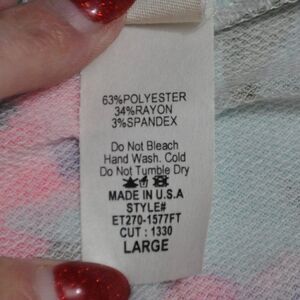 63%POLYESTER
34%RAYON
3%SPANDEX
Do Not Bleach
Hand Wash. Cold
Do Not Tumble Dry
MADE IN U.S.A
STYLE#
ET270-1577FT
CUT : 1330
LARGE